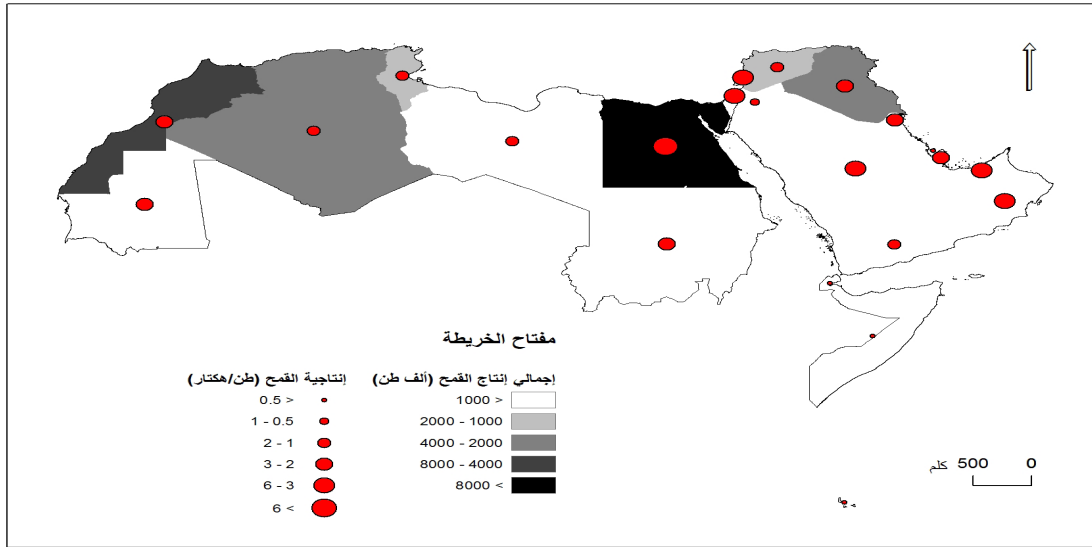 مفتاح الخريطة
إجمالي إنتاج القمح (ألف طن)
1000 >
2000 - 1000
4000 - 2000
8000 - 4000
8000 <
إنتاجية القمح (طن/هكتار)
0.5 >
1 - 0.5
2 - 1
3 - 2
6 - 3
6 <
0 500 كلم